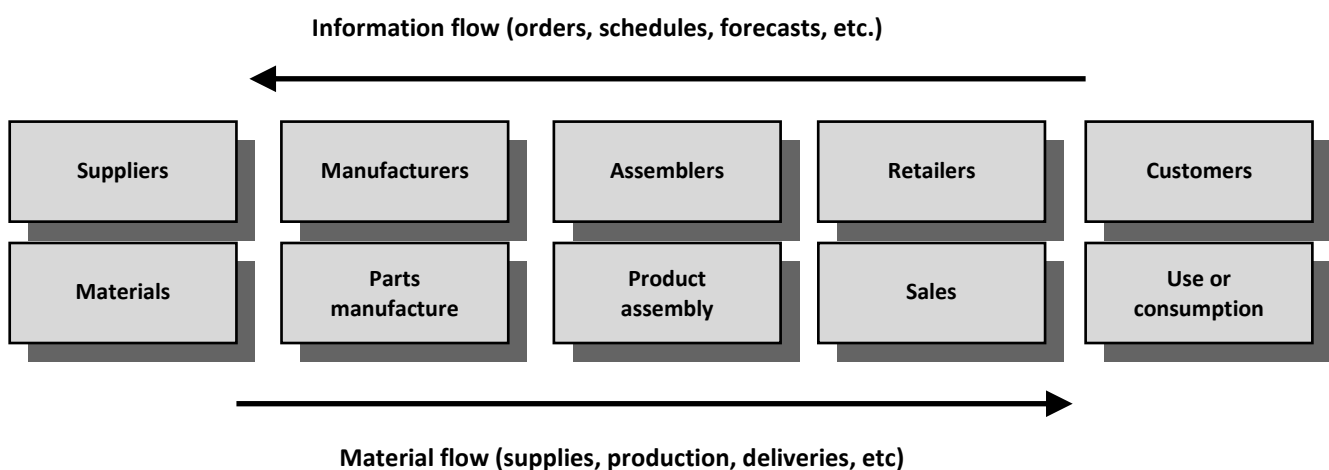 Information flow (orders, schedules, forecasts, etc.)
Suppliers
Manufacturers
Assemblers
Retailers
Customers
Materials
Parts
manufacture
Product
assembly
Sales
Use or
consumption
Material flow (supplies, production, deliveries, etc)